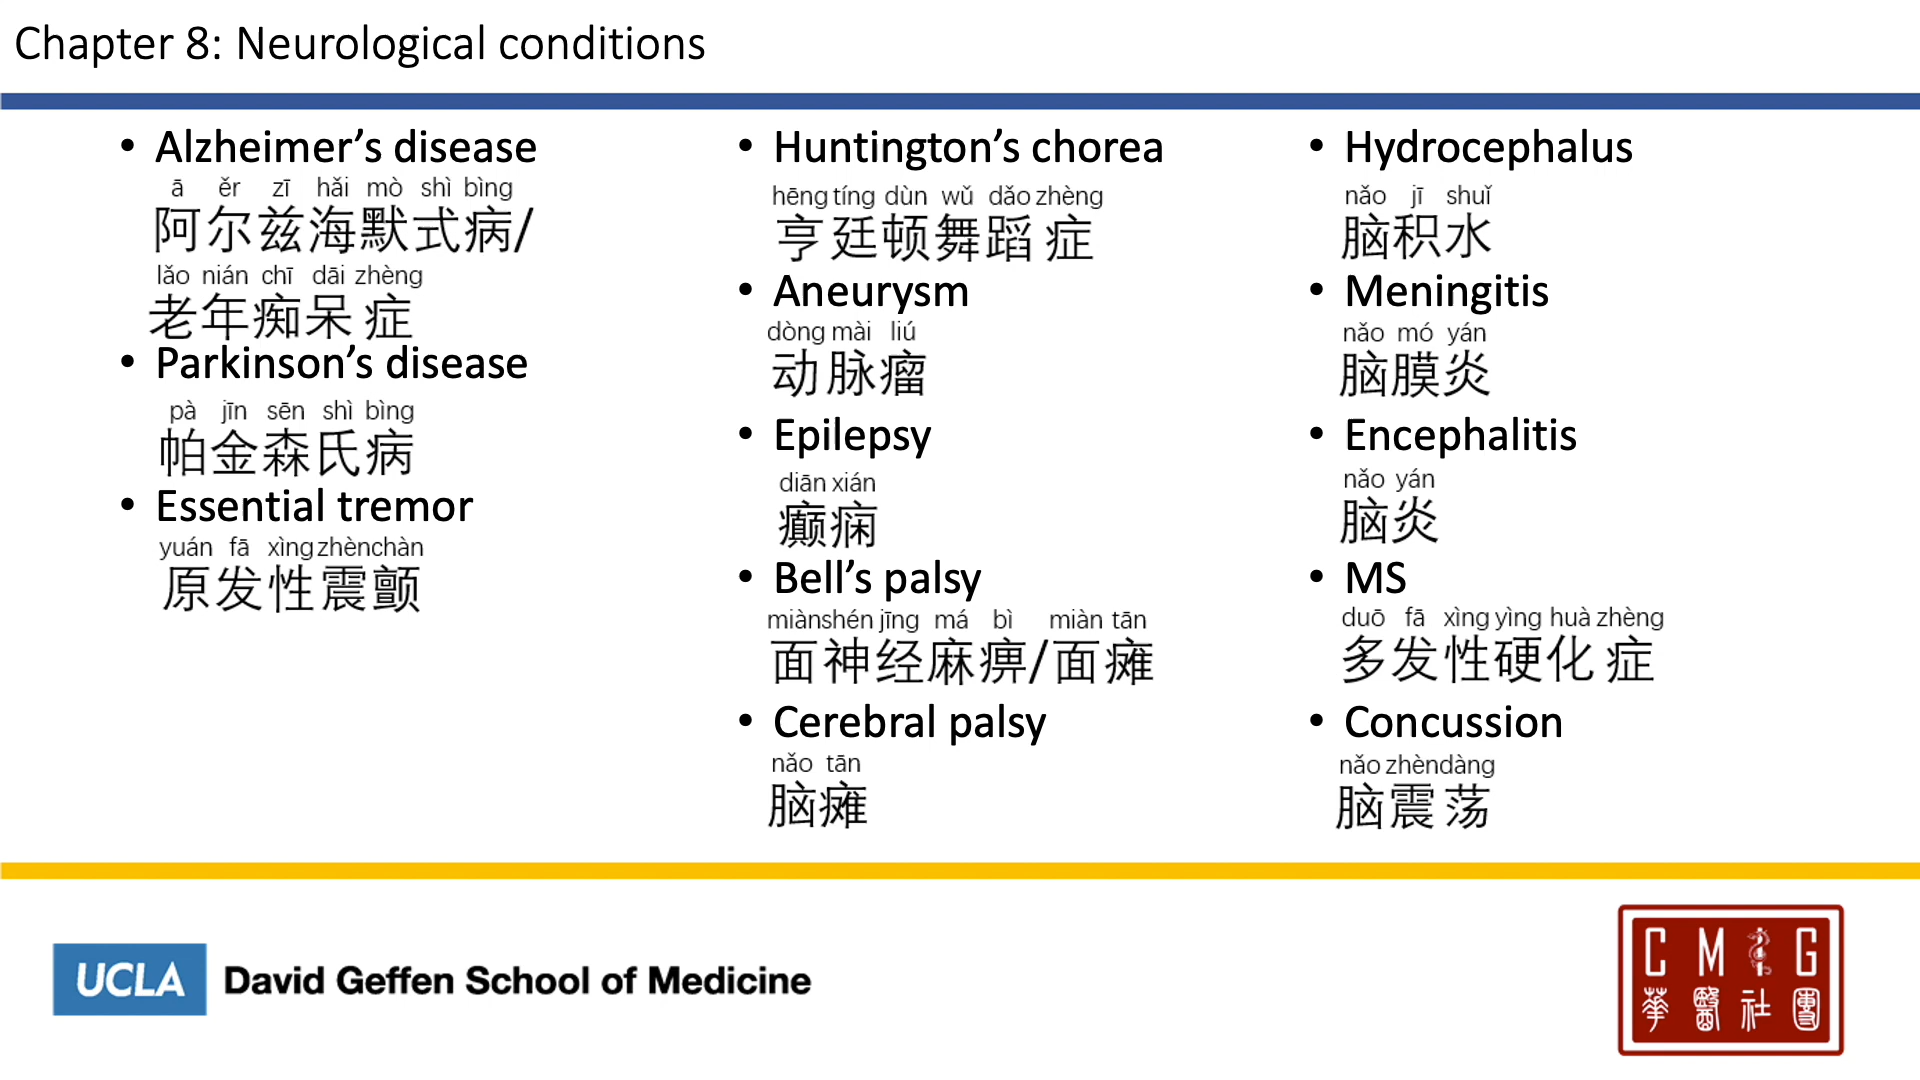 Chapter 8: Neurological conditions
• Alzheimer’s disease
ā ěr zī hǎi mò shì bìng
阿尔兹海默式病/
lǎo nián chī dāi zhèng
老年痴呆症
• Parkinson’s disease
pà jīn sēn shì bìng
帕金森氏病
• Essential tremor
yuán fā xìng zhèn chàn
原发性震颤
• Huntington’s chorea
hēng tíng dùn wǔ dǎo zhèng
亨廷顿舞蹈症
• Aneurysm
dòng mài liú
动脉瘤
• Epilepsy
diān xián
癫痫
• Bell’s palsy
miàn shén jīng má bì miàn tān
面神经麻痹/面瘫
• Cerebral palsy
nǎo tān
脑瘫
• Hydrocephalus
nǎo jī shuǐ
脑积水
• Meningitis
nǎo mó yán
脑膜炎
• Encephalitis
nǎo yán
脑炎
• MS
duō fā xìng yìng huà zhèng
多发性硬化症
• Concussion
nǎo zhèn dàng
脑震荡
UCLA David Geffen School of Medicine
C M G
華醫社團